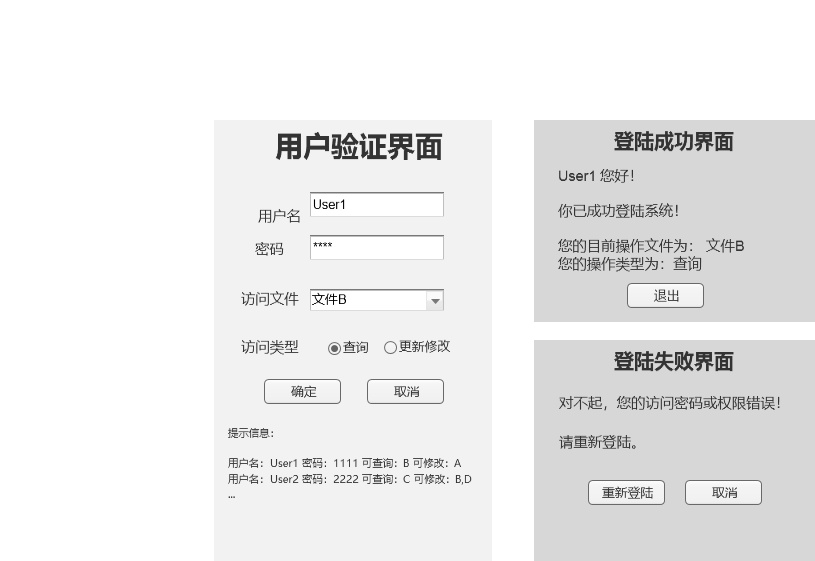 用户验证界面
用户名 User1
密码 ****
访问文件 文件B
访问类型 查询 更新修改
确定 取消
提示信息：
用户名：User1 密码：1111 可查询：B 可修改：A
用户名：User2 密码：2222 可查询：C 可修改：B,D
...
登陆成功界面
User1 您好！
你已成功登陆系统！
您的目前操作文件为： 文件B
您的操作类型为：查询
退出
登陆失败界面
对不起，您的访问密码或权限错误！
请重新登陆。
重新登陆 取消